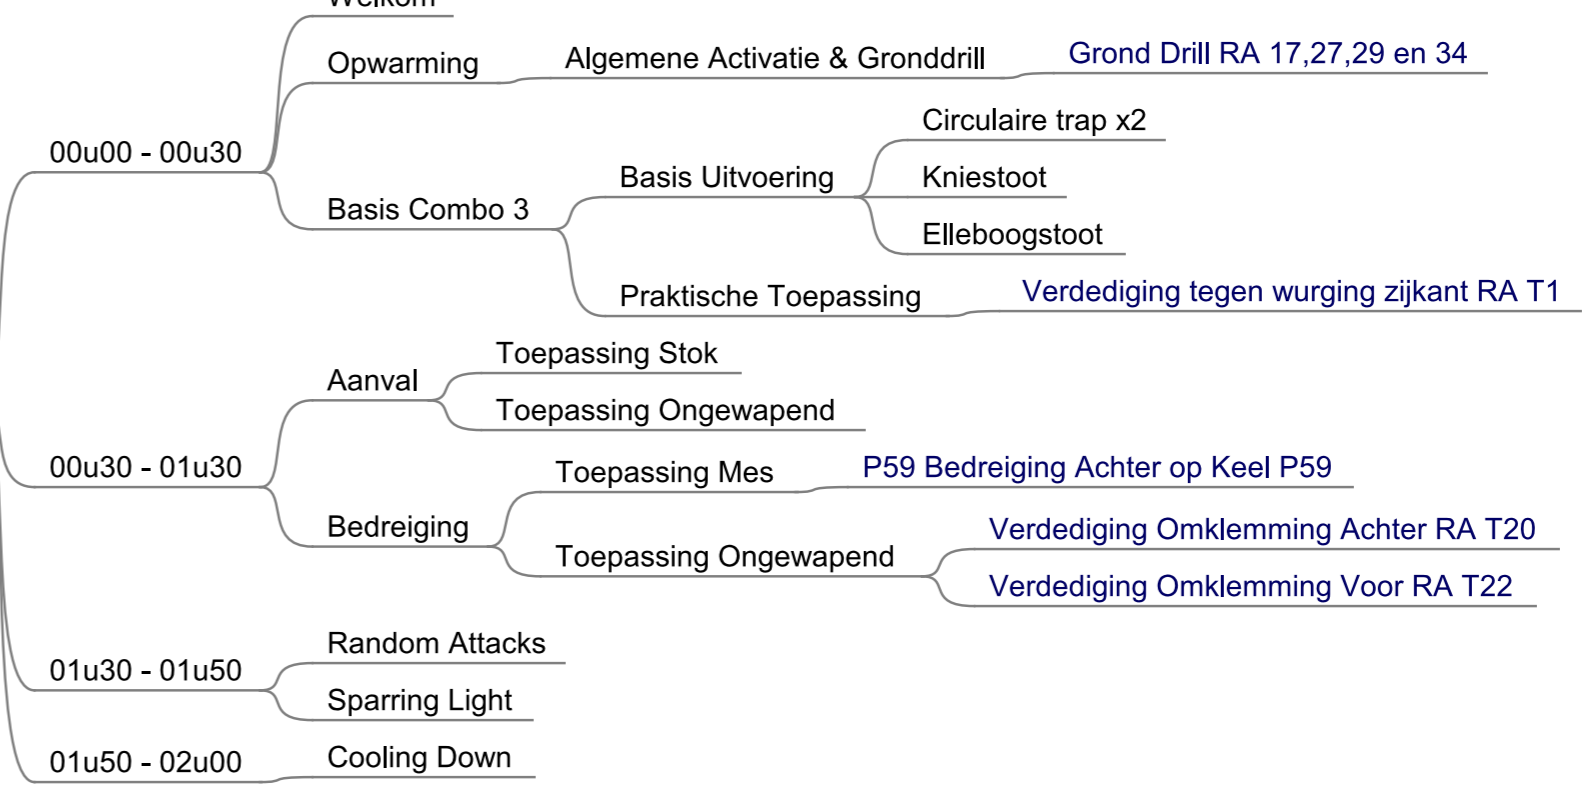 Welkom
Opwarming
Algemene Activatie & Gronddrill
Grond Drill RA 17,27,29 en 34
00u00 - 00u30
Basis Combo 3
Basis Uitvoering
Circulaire trap x2
Kniestoot
Elleboogstoot
Praktische Toepassing
Verdediging tegen wurging zijkant RA T1
00u30 - 01u30
Aanval
Toepassing Stok
Toepassing Ongewapend
Bedreiging
Toepassing Mes
P59 Bedreiging Achter op Keel P59
Toepassing Ongewapend
Verdediging Omklemming Achter RA T20
Verdediging Omklemming Voor RA T22
01u30 - 01u50
Random Attacks
Sparring Light
01u50 - 02u00
Cooling Down